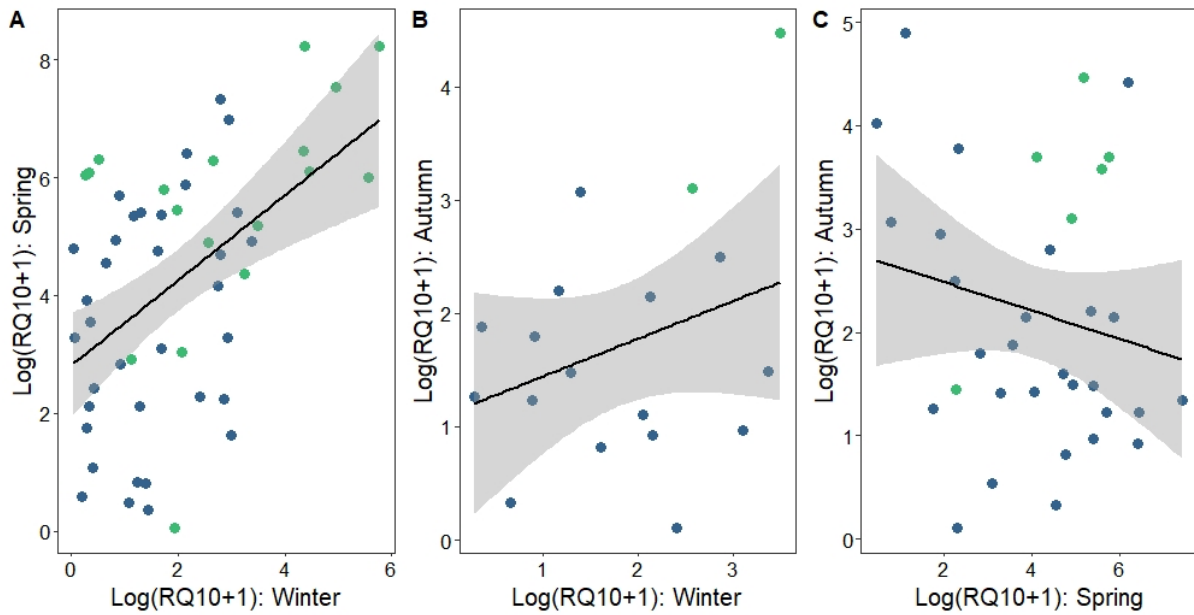 A
Log(RQ10+1): Spring
8
6
4
2
0
0 2 4 6
Log(RQ10+1): Winter
B
Log(RQ10+1): Autumn
4
3
2
1
0
1 2 3
Log(RQ10+1): Winter
C
Log(RQ10+1): Autumn
5
4
3
2
1
0
2 4 6
Log(RQ10+1): Spring